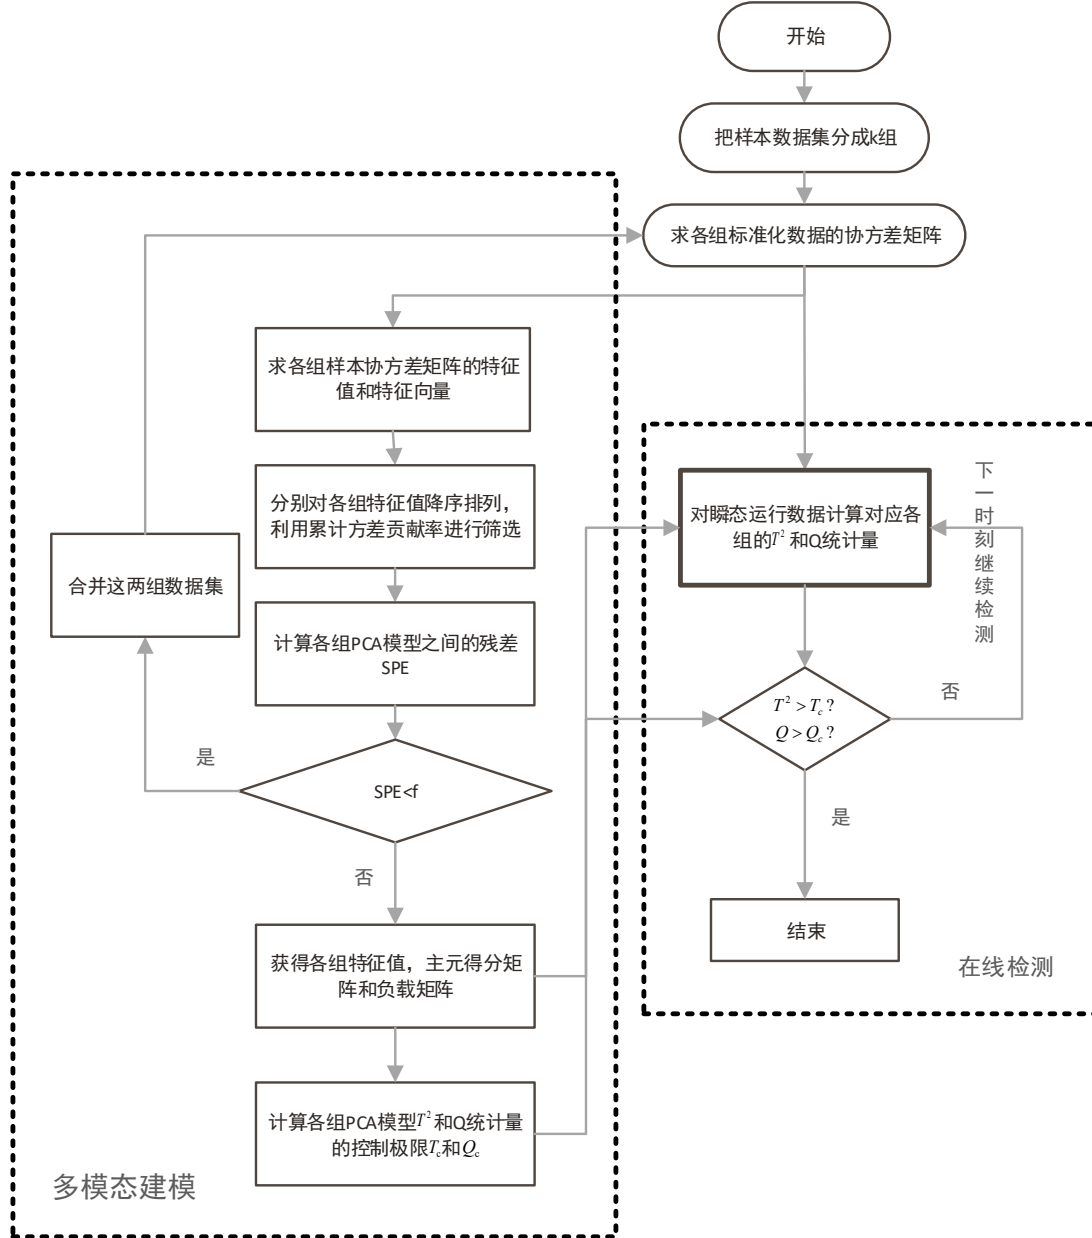 开始
把样本数据集分成k组
求各组标准化数据的协方差矩阵
求各组样本协方差矩阵的特征
值和特征向量
分别对各组特征值降序排列，
利用累计方差贡献率进行筛选
合并这两组数据集
计算各组PCA模型之间的残差
SPE
是
SPE<f
否
获得各组特征值，主元得分矩
阵和负载矩阵
计算各组PCA模型T² 和Q统计量
的控制极限T_c和Q_c
多模态建模
对瞬态运行数据计算对应各
组的T² 和Q统计量
下一时刻继续检测
T² > T_c?
Q > Q_c?
否
是
结束
在线检测